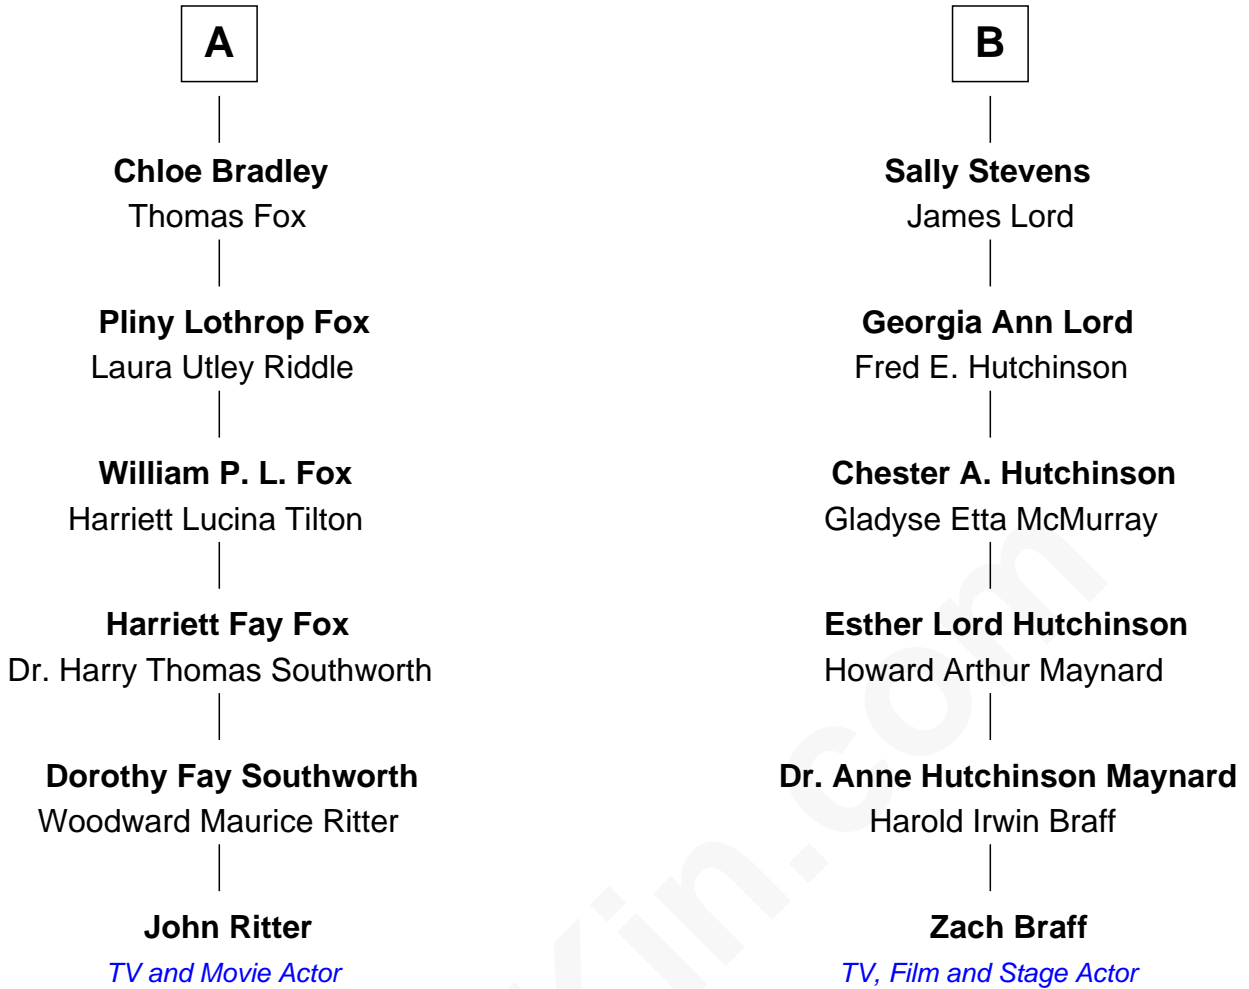 A
B
Chloe Bradley
Thomas Fox
Sally Stevens
James Lord
Pliny Lothrop Fox
Laura Utley Riddle
Georgia Ann Lord
Fred E. Hutchinson
William P. L. Fox
Harriett Lucina Tilton
Chester A. Hutchinson
Gladyse Etta McMurray
Harriett Fay Fox
Dr. Harry Thomas Southworth
Esther Lord Hutchinson
Howard Arthur Maynard
Dorothy Fay Southworth
Woodward Maurice Ritter
Dr. Anne Hutchinson Maynard
Harold Irwin Braff
John Ritter
TV and Movie Actor
Zach Braff
TV, Film and Stage Actor
Kin.com